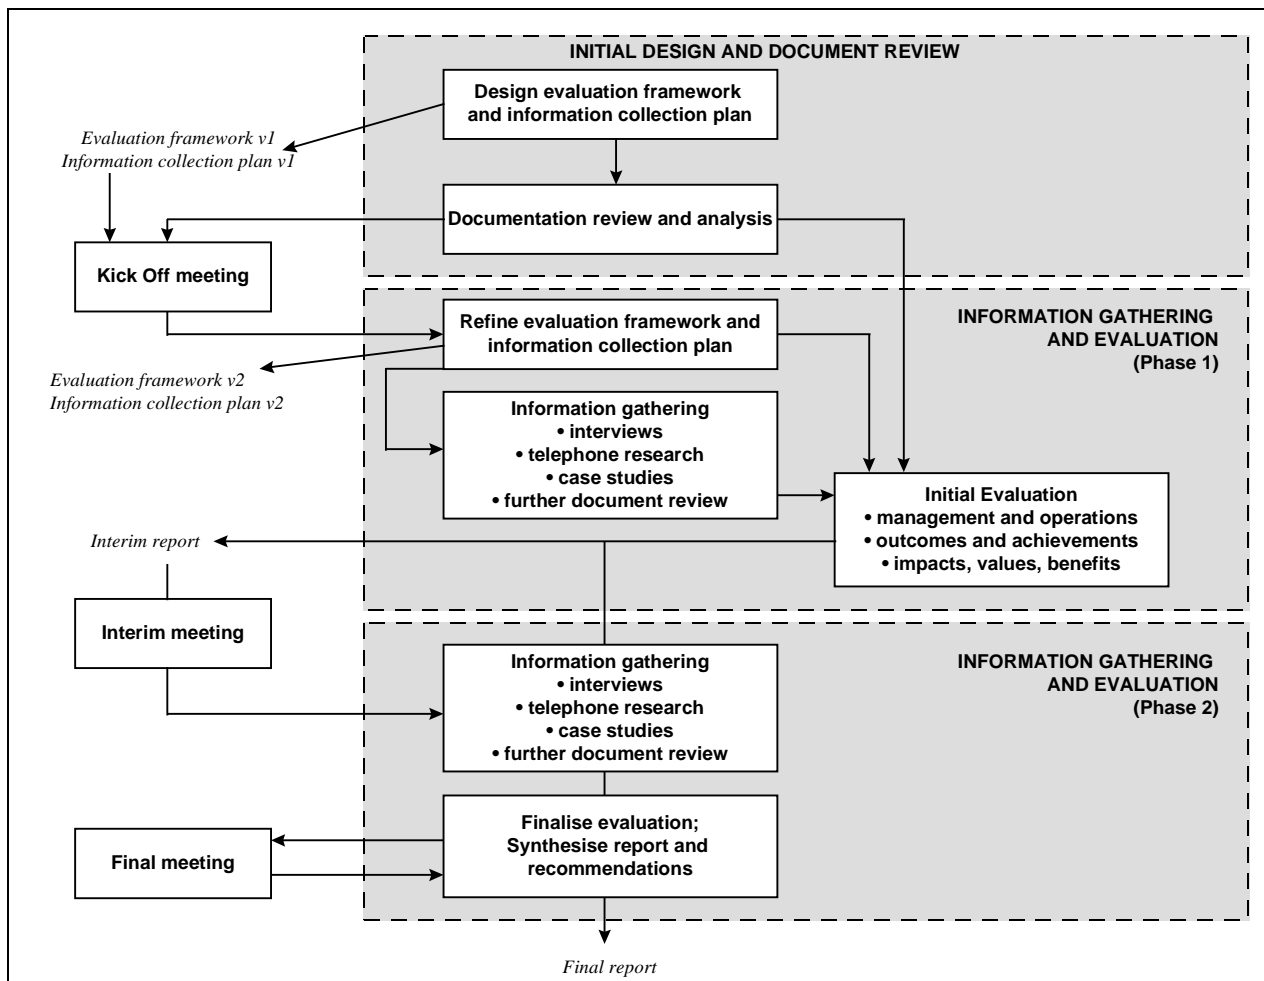 INITIAL DESIGN AND DOCUMENT REVIEW
Design evaluation framework
and information collection plan
Evaluation framework v1
Information collection plan v1
Documentation review and analysis
Kick Off meeting
INFORMATION GATHERING
AND EVALUATION
(Phase 1)
Refine evaluation framework and
information collection plan
Evaluation framework v2
Information collection plan v2
Information gathering
• interviews
• telephone research
• case studies
• further document review
Initial Evaluation
• management and operations
• outcomes and achievements
• impacts, values, benefits
Interim report
Interim meeting
INFORMATION GATHERING
AND EVALUATION
(Phase 2)
Information gathering
• interviews
• telephone research
• case studies
• further document review
Finalise evaluation;
Synthesise report and
recommendations
Final meeting
Final report